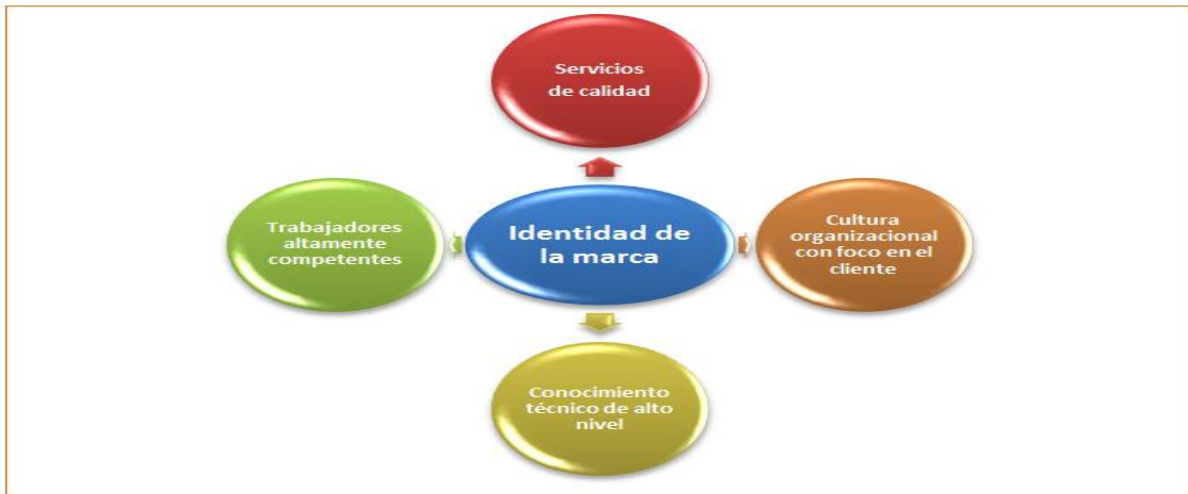 Servicios
de calidad
Trabajadores
altamente
competentes
Identidad de
la marca
Cultura
organizacional
con foco en el
cliente
Conocimiento
técnico de alto
nivel